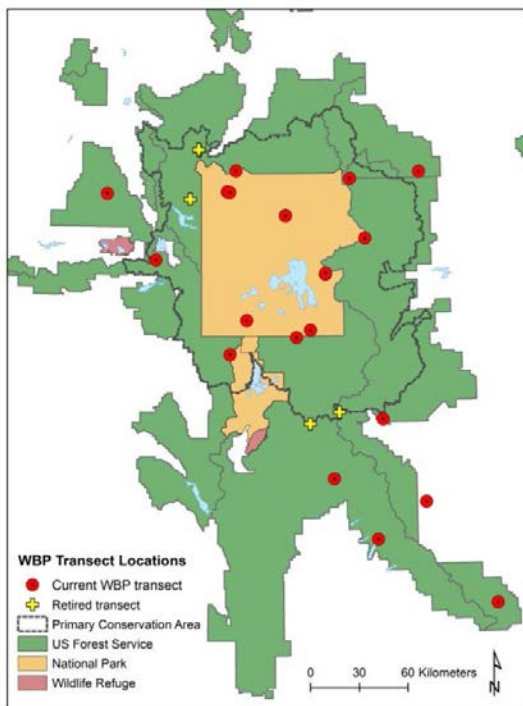 WBP Transect Locations
Current WBP transect
Retired transect
Primary Conservation Area
US Forest Service
National Park
Wildlife Refuge
0 30 60 Kilometers
N